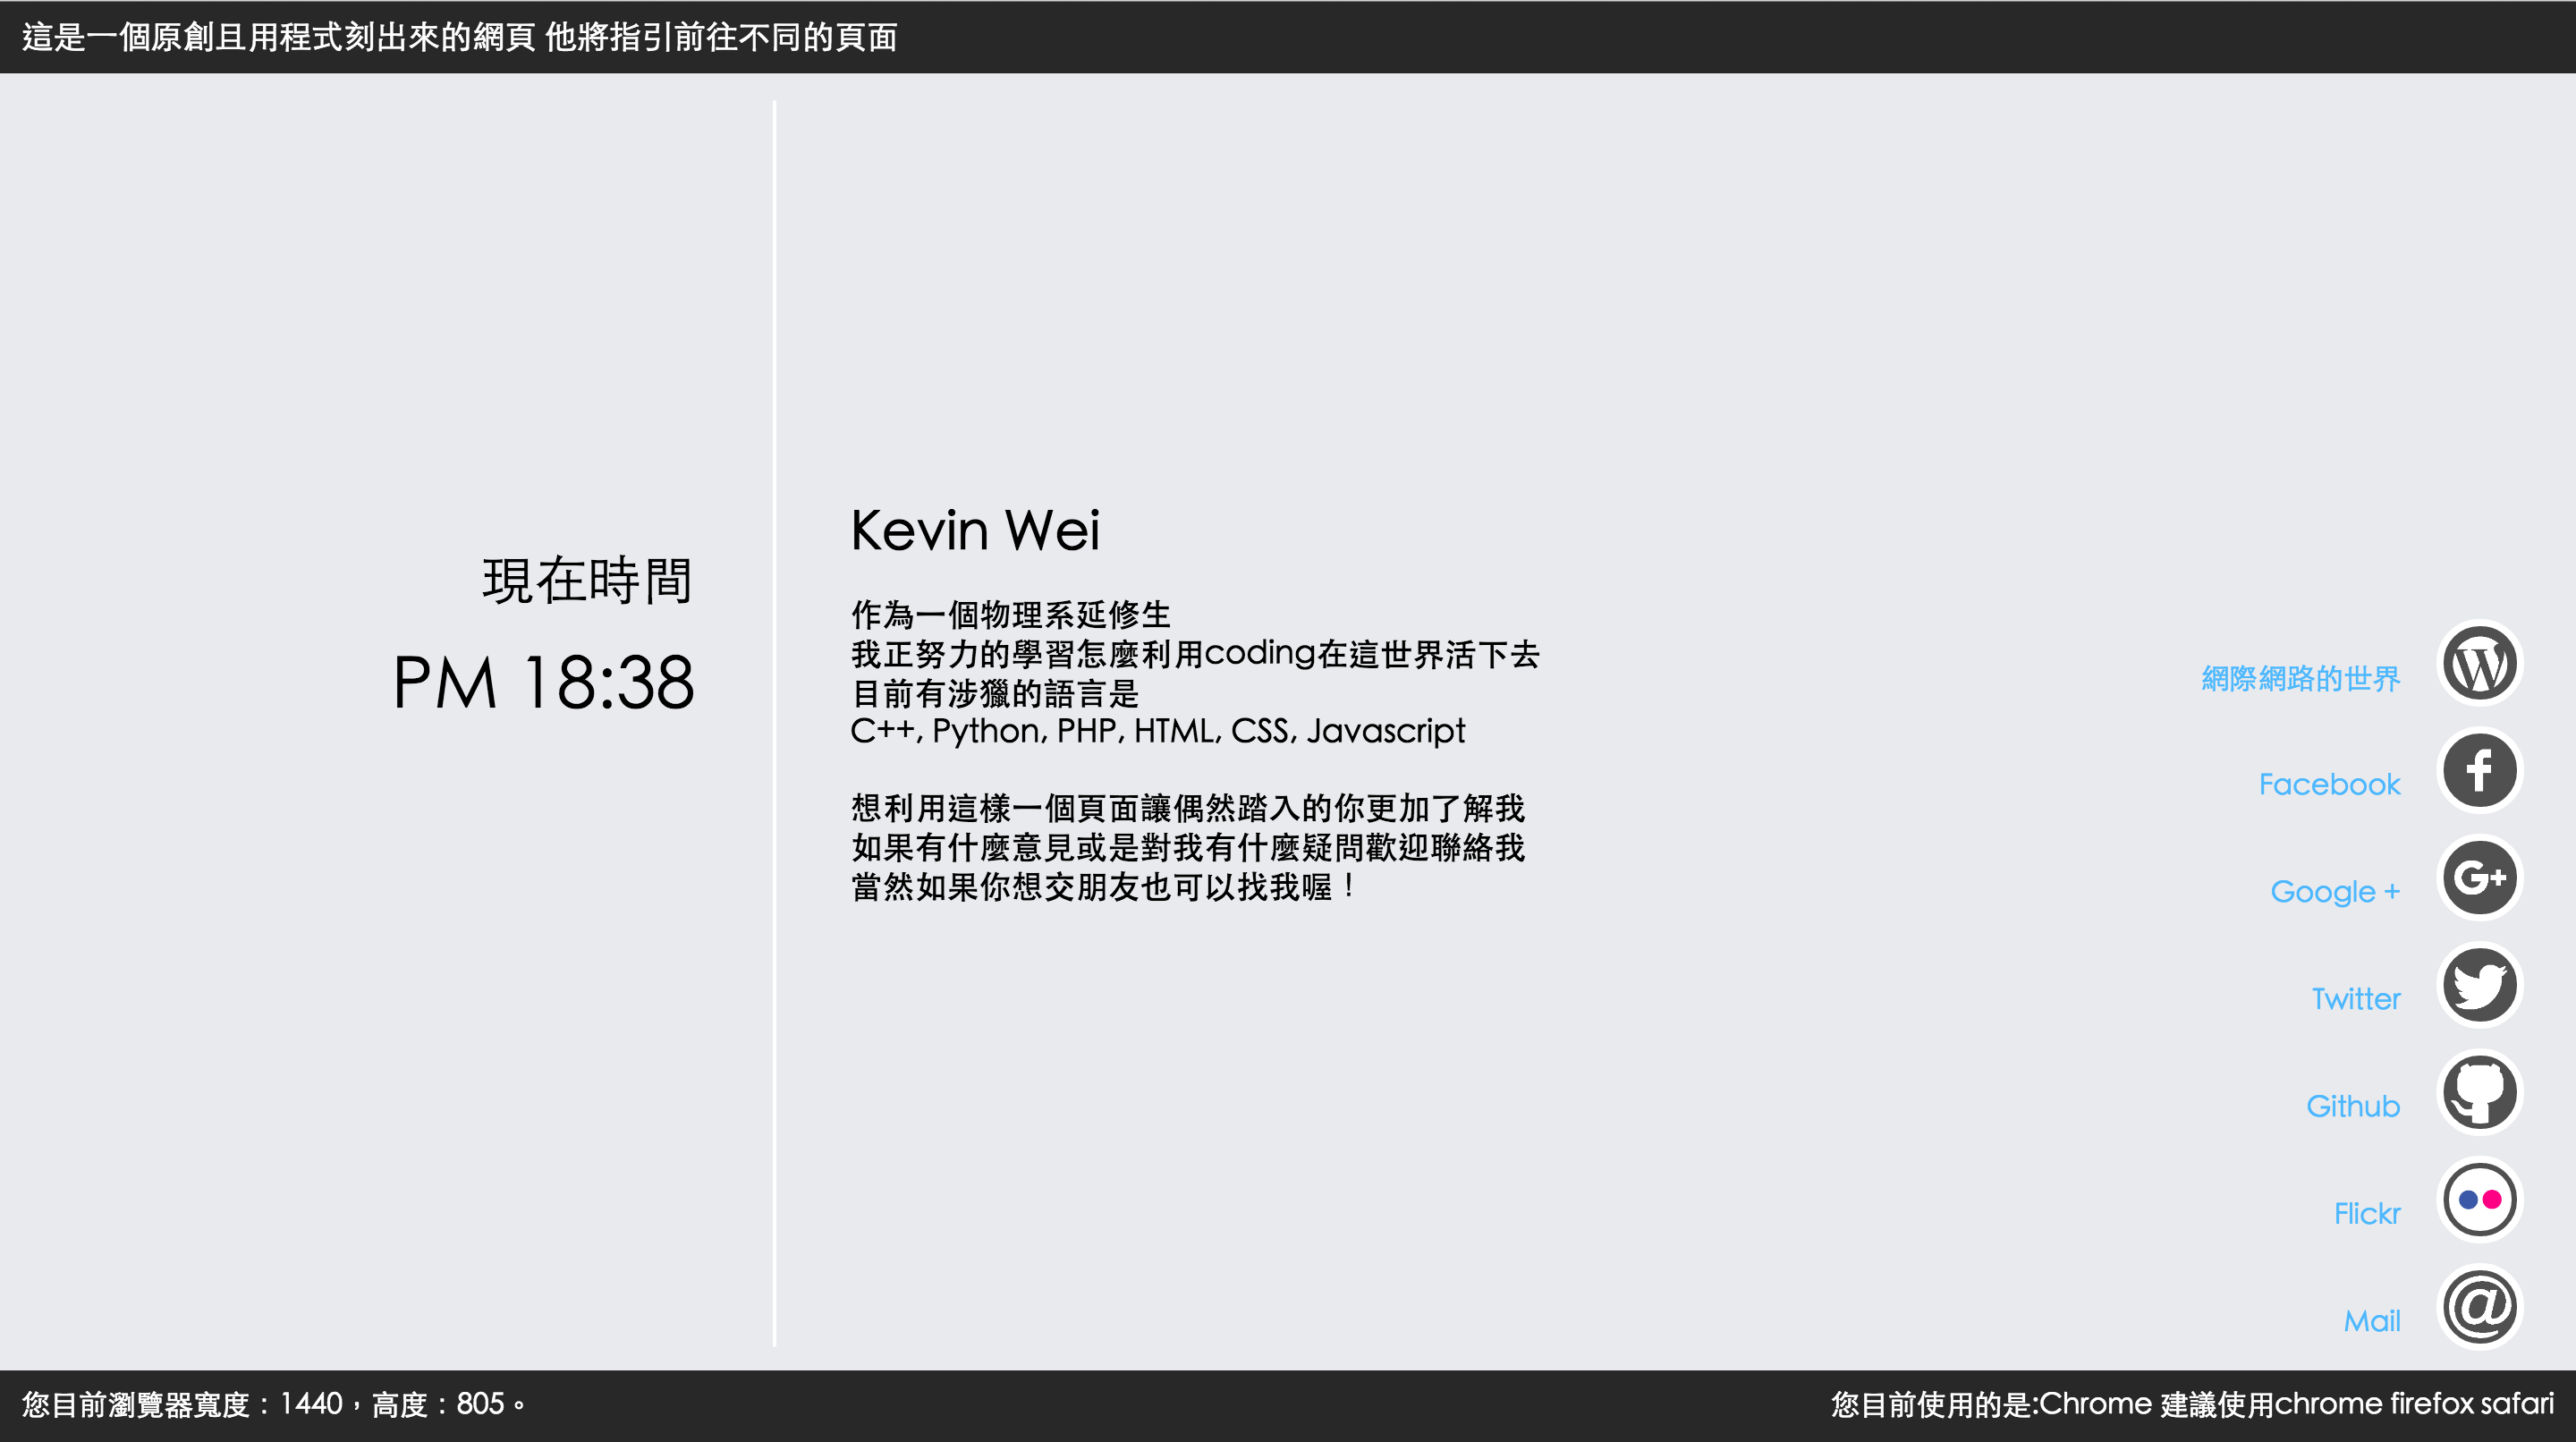 這是一個原創且用程式刻出來的網頁 他將指引前往不同的頁面
現在時間
PM 18:38
Kevin Wei
作為一個物理系延修生
我正努力的學習怎麼利用coding在這世界活下去
目前有涉獵的語言是
C++, Python, PHP, HTML, CSS, Javascript
想利用這樣一個頁面讓偶然踏入的你更加了解我
如果有什麼意見或是對我有什麼疑問歡迎聯絡我
當然如果你想交朋友也可以找我喔！
網際網路的世界
Facebook
Google +
Twitter
Github
Flickr
Mail
您目前瀏覽器寬度：1440，高度：805。
您目前使用的是:Chrome 建議使用chrome firefox safari